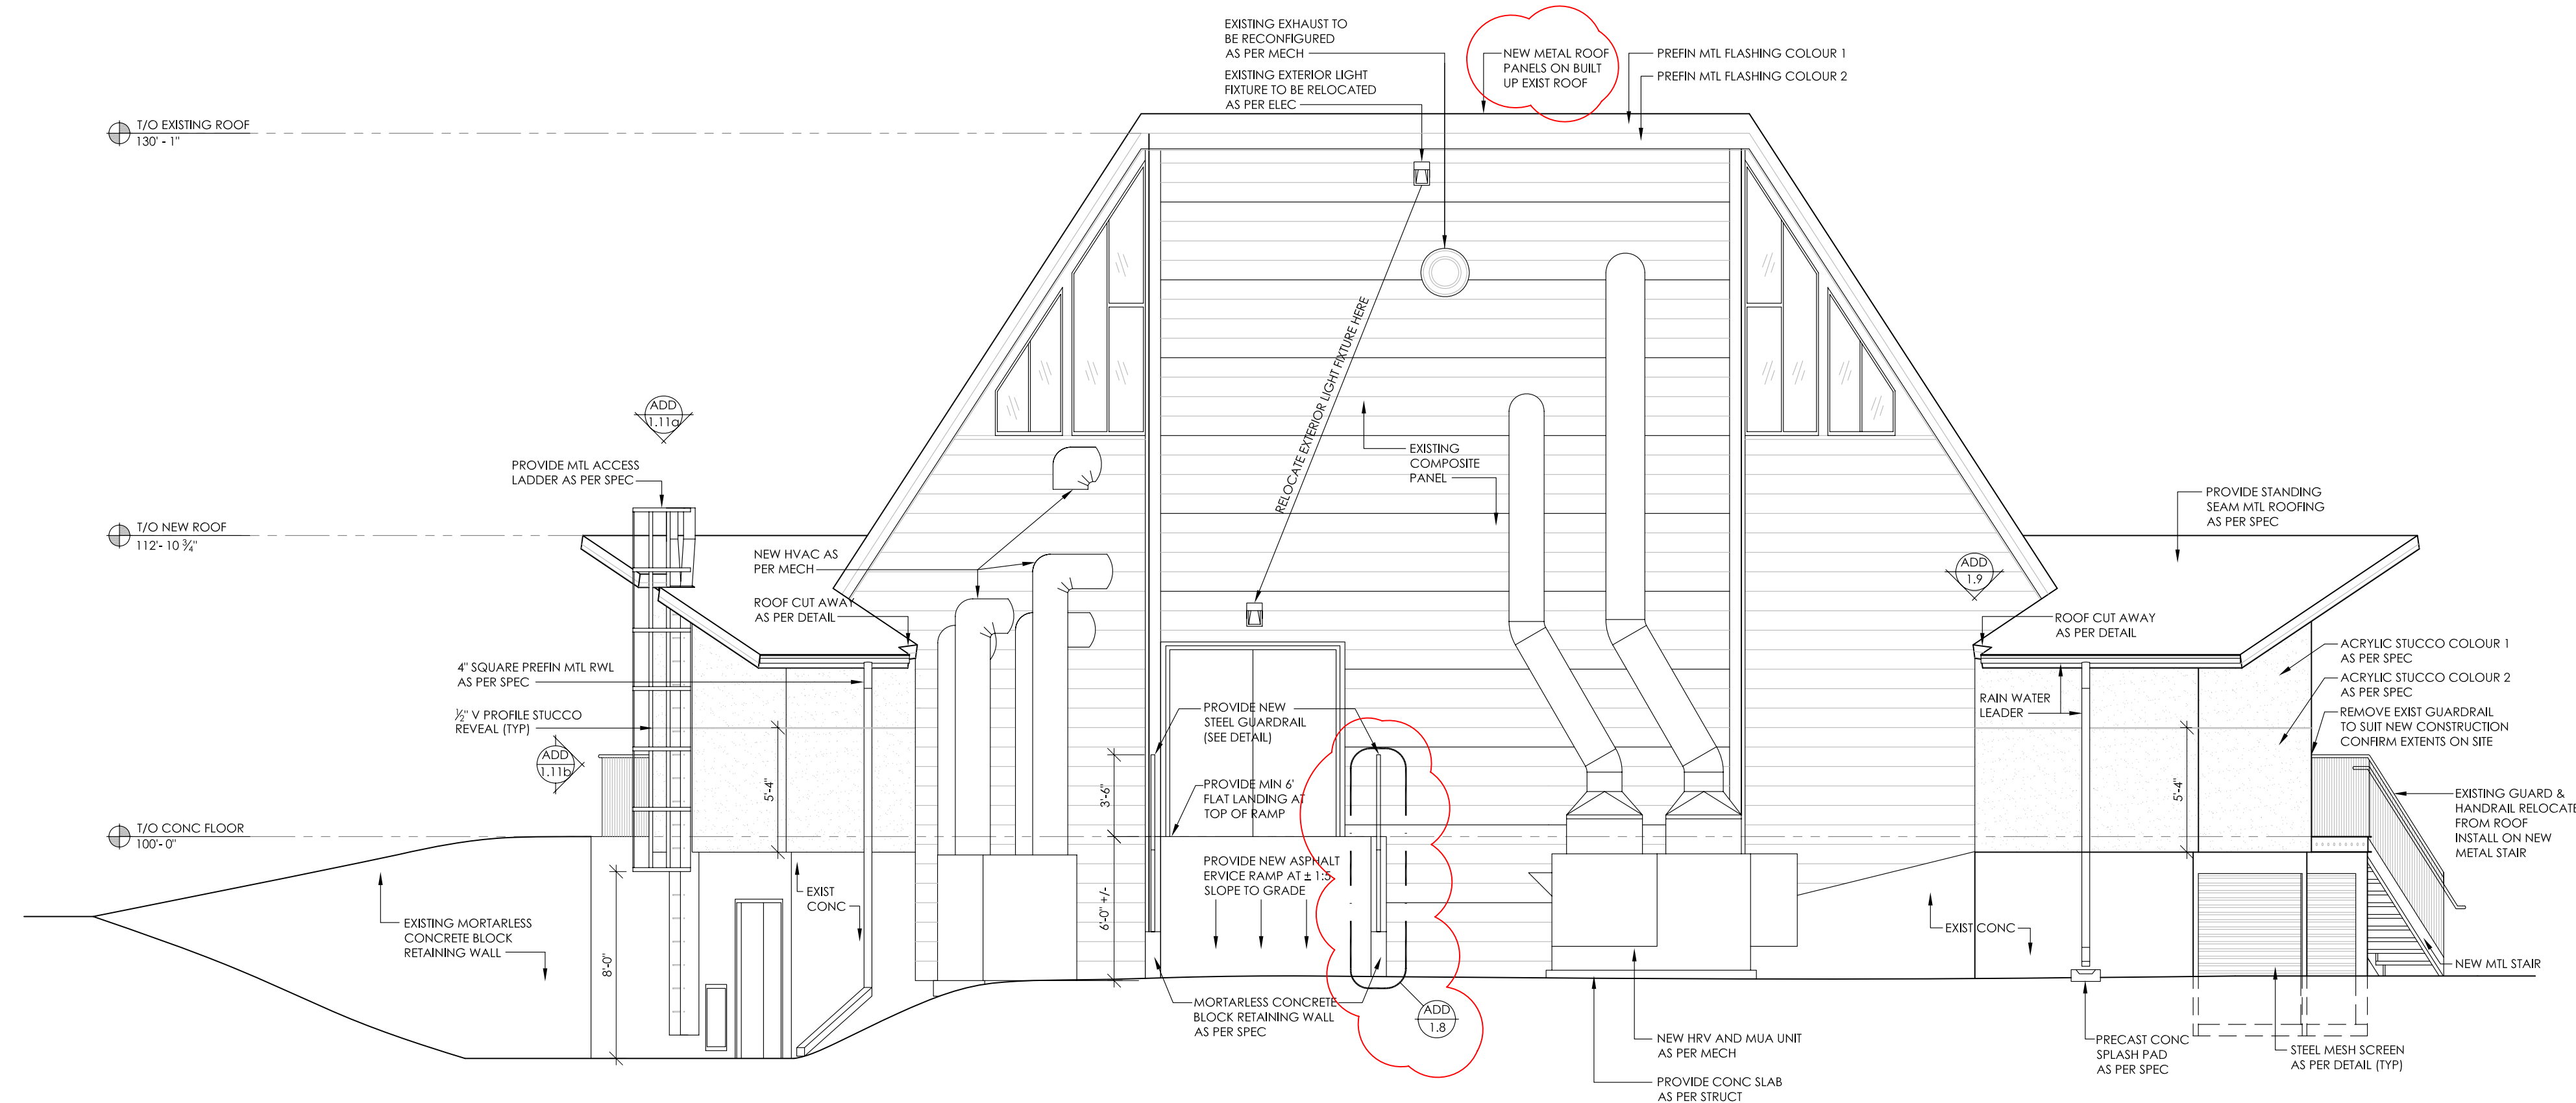 EXISTING EXHAUST TO
BE RECONFIGURED
AS PER MECH
EXISTING EXTERIOR LIGHT
FIXTURE TO BE RELOCATED
AS PER ELEC
NEW METAL ROOF
PANELS ON BUILT
UP EXIST ROOF
PREFIN MTL FLASHING COLOUR 1
PREFIN MTL FLASHING COLOUR 2
T/O EXISTING ROOF
130' - 1"
RELOCATE EXTERIOR LIGHT FIXTURE HERE
ADD
1.11a
PROVIDE MTL ACCESS
LADDER AS PER SPEC
EXISTING
COMPOSITE
PANEL
PROVIDE STANDING
SEAM MTL ROOFING
AS PER SPEC
T/O NEW ROOF
112'- 10 ¾"
NEW HVAC AS
PER MECH
ADD
1.9
ROOF CUT AWAY
AS PER DETAIL
ROOF CUT AWAY
AS PER DETAIL
4" SQUARE PREFIN MTL RWL
AS PER SPEC
½" V PROFILE STUCCO
REVEAL (TYP)
ADD
1.11b
ACRYLIC STUCCO COLOUR 1
AS PER SPEC
ACRYLIC STUCCO COLOUR 2
AS PER SPEC
RAIN WATER
LEADER
REMOVE EXIST GUARDRAIL
TO SUIT NEW CONSTRUCTION
CONFIRM EXTENTS ON SITE
PROVIDE NEW
STEEL GUARDRAIL
(SEE DETAIL)
5'-4"
3'-6"
5'-4"
PROVIDE MIN 6'
FLAT LANDING AT
TOP OF RAMP
EXISTING GUARD &
HANDRAIL RELOCATE
FROM ROOF
INSTALL ON NEW
METAL STAIR
T/O CONC FLOOR
100'- 0"
PROVIDE NEW ASPHALT
ERVICE RAMP AT ± 1:5
SLOPE TO GRADE
6'-0" +/-
EXIST
CONC
EXISTING MORTARLESS
CONCRETE BLOCK
RETAINING WALL
8'-0"
EXIST CONC
NEW MTL STAIR
MORTARLESS CONCRETE
BLOCK RETAINING WALL
AS PER SPEC
ADD
1.8
NEW HRV AND MUA UNIT
AS PER MECH
PROVIDE CONC SLAB
AS PER STRUCT
PRECAST CONC
SPLASH PAD
AS PER SPEC
STEEL MESH SCREEN
AS PER DETAIL (TYP)